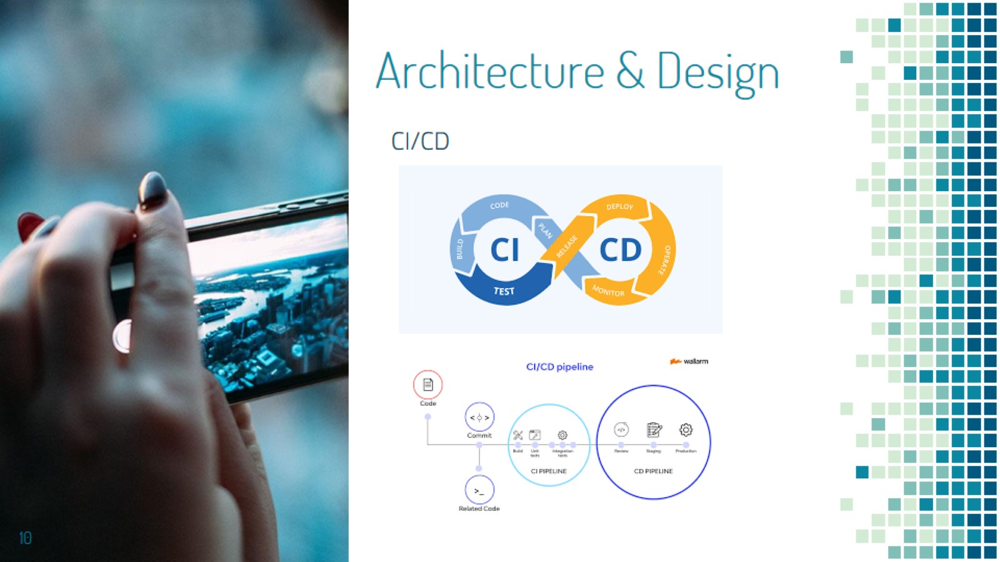 Architecture & Design
CI/CD
CODE
DEPLOY
PLAN
BUILD
CI
RELEASE
CD
OPERATE
TEST
MONITOR
CI/CD pipeline
wallarm
Code
< > 
Commit
</>
Build
Unit
tests
Integration
tests
Review
Staging
Production
CI PIPELINE
CD PIPELINE
>_
Related Code
10